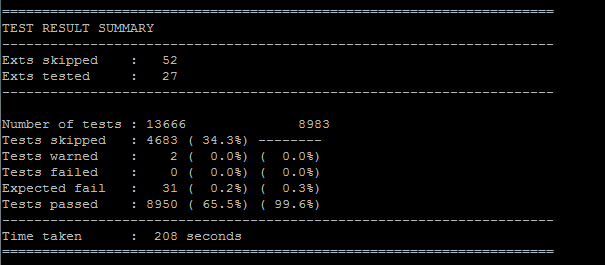 =====================================================================
TEST RESULT SUMMARY
---------------------------------------------------------------------
Exts skipped    :   52
Exts tested     :   27
---------------------------------------------------------------------
Number of tests : 13666              8983
Tests skipped   : 4683 ( 34.3%) --------
Tests warned    :    2 (  0.0%) (  0.0%)
Tests failed    :    0 (  0.0%) (  0.0%)
Expected fail   :   31 (  0.2%) (  0.3%)
Tests passed    : 8950 ( 65.5%) ( 99.6%)
---------------------------------------------------------------------
Time taken      :  208 seconds
=====================================================================